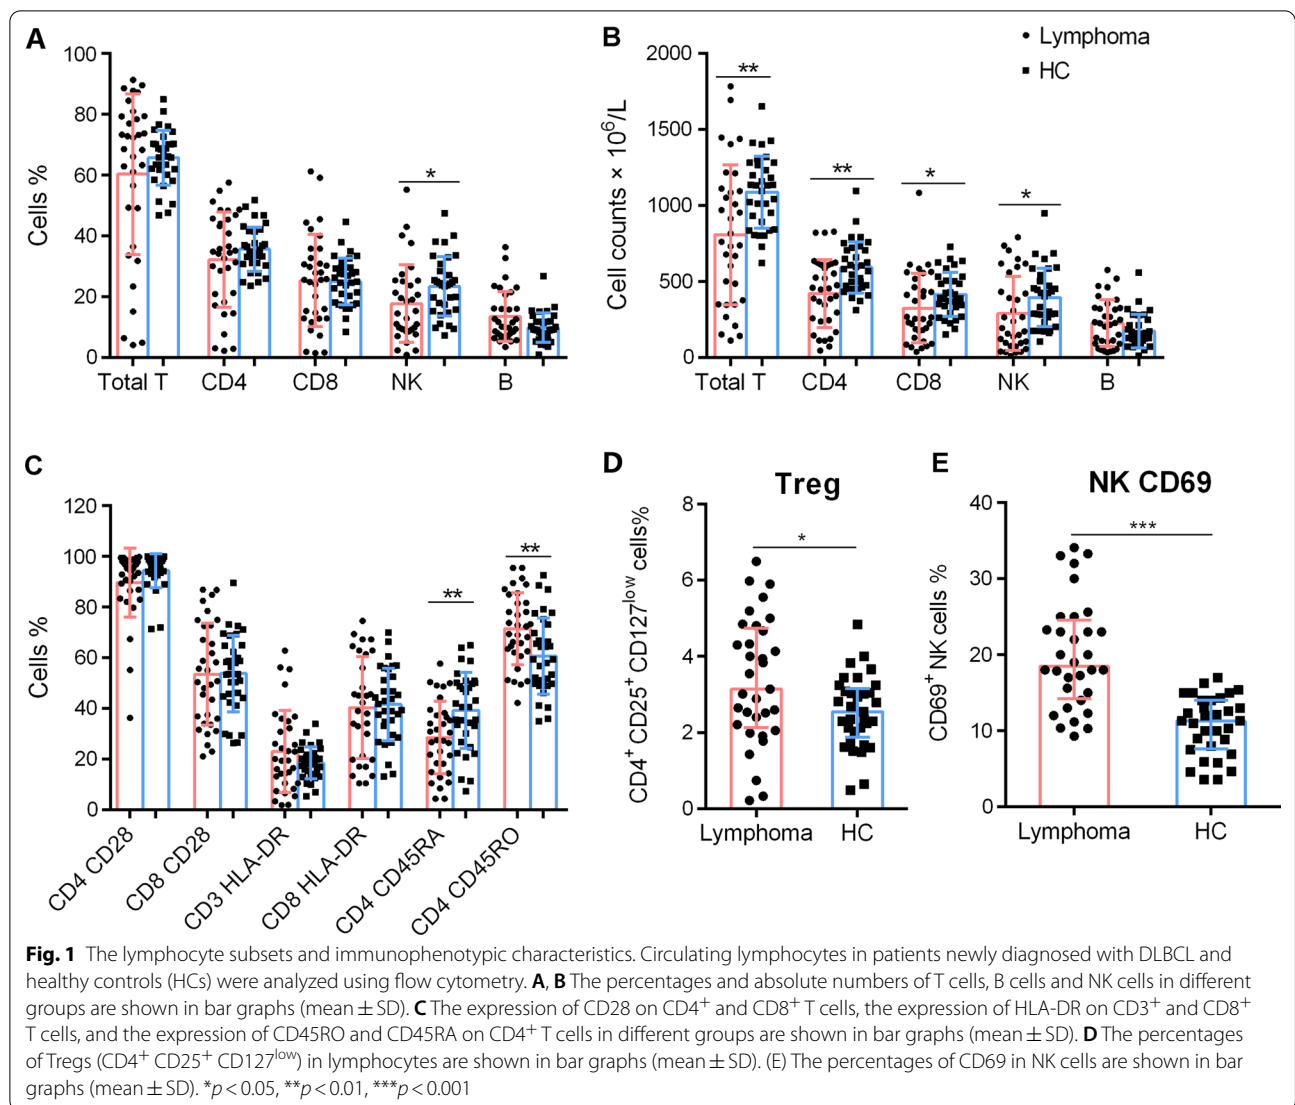 A
Cells %
100
80
60
40
20
0
*
Total T CD4 CD8 NK B
B
Cell counts × 10⁶/L
2000
1500
1000
500
0
** ** * *
Total T CD4 CD8 NK B
Lymphoma
HC
C
Cells %
120
100
80
60
40
20
0
** **
CD4 CD28
CD8 CD28
CD3 HLA-DR
CD8 HLA-DR
CD4 CD45RA
CD4 CD45RO
D
Treg
CD4⁺ CD25⁺ CD127ˡᵒʷ cells%
8
6
4
2
0
*
Lymphoma HC
E
NK CD69
CD69⁺ NK cells %
40
30
20
10
0
***
Lymphoma HC
Fig. 1 The lymphocyte subsets and immunophenotypic characteristics. Circulating lymphocytes in patients newly diagnosed with DLBCL and
healthy controls (HCs) were analyzed using flow cytometry. A, B The percentages and absolute numbers of T cells, B cells and NK cells in different
groups are shown in bar graphs (mean ± SD). C The expression of CD28 on CD4⁺ and CD8⁺ T cells, the expression of HLA-DR on CD3⁺ and CD8⁺
T cells, and the expression of CD45RO and CD45RA on CD4⁺ T cells in different groups are shown in bar graphs (mean ± SD). D The percentages
of Tregs (CD4⁺ CD25⁺ CD127ˡᵒʷ) in lymphocytes are shown in bar graphs (mean ± SD). (E) The percentages of CD69 in NK cells are shown in bar
graphs (mean ± SD). *p < 0.05, **p < 0.01, ***p < 0.001